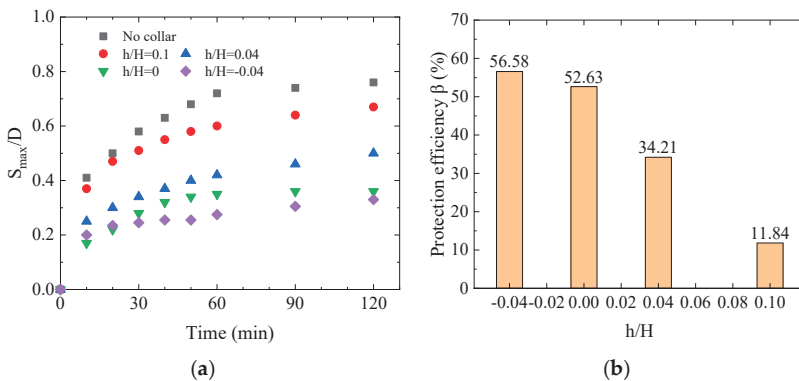 (a)
No collar
h/H=0.1
h/H=0.04
h/H=0
h/H=-0.04
S_max/D
1.0
0.8
0.6
0.4
0.2
0.0
0
30
60
90
120
Time (min)
(a)
(b)
Protection efficiency β (%)
70
60
50
40
30
20
10
0
56.58
52.63
34.21
11.84
-0.04
-0.02
0.00
0.02
0.04
0.06
0.08
0.10
h/H
(b)